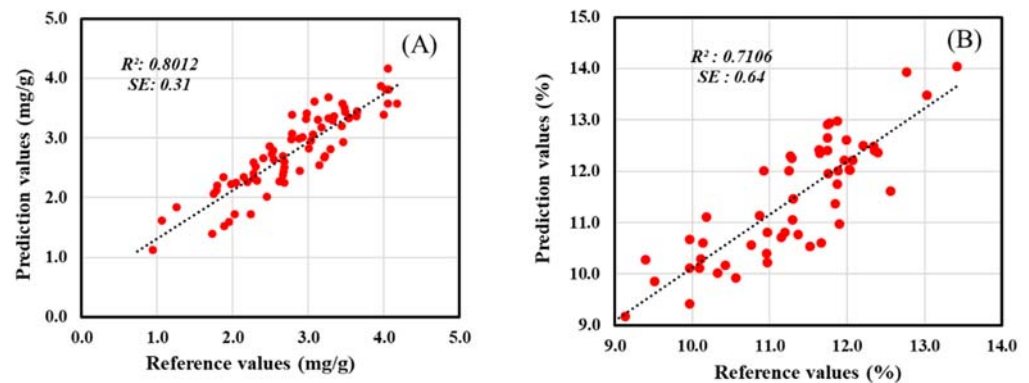 (A)
R²: 0.8012
SE: 0.31
Prediction values (mg/g)
5.0
4.0
3.0
2.0
1.0
0.0
0.0 1.0 2.0 3.0 4.0 5.0
Reference values (mg/g)
(B)
R² : 0.7106
SE : 0.64
Prediction values (%)
15.0
14.0
13.0
12.0
11.0
10.0
9.0
9.0 10.0 11.0 12.0 13.0 14.0
Reference values (%)